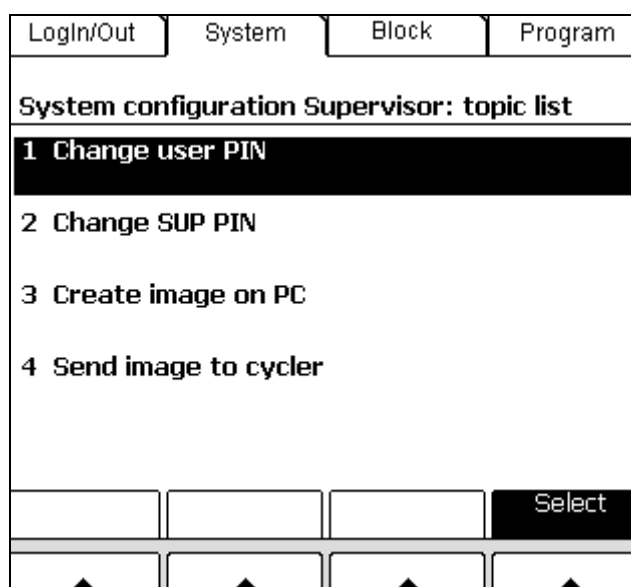 LogIn/Out System Block Program
System configuration Supervisor: topic list
1 Change user PIN
2 Change SUP PIN
3 Create image on PC
4 Send image to cycler
Select